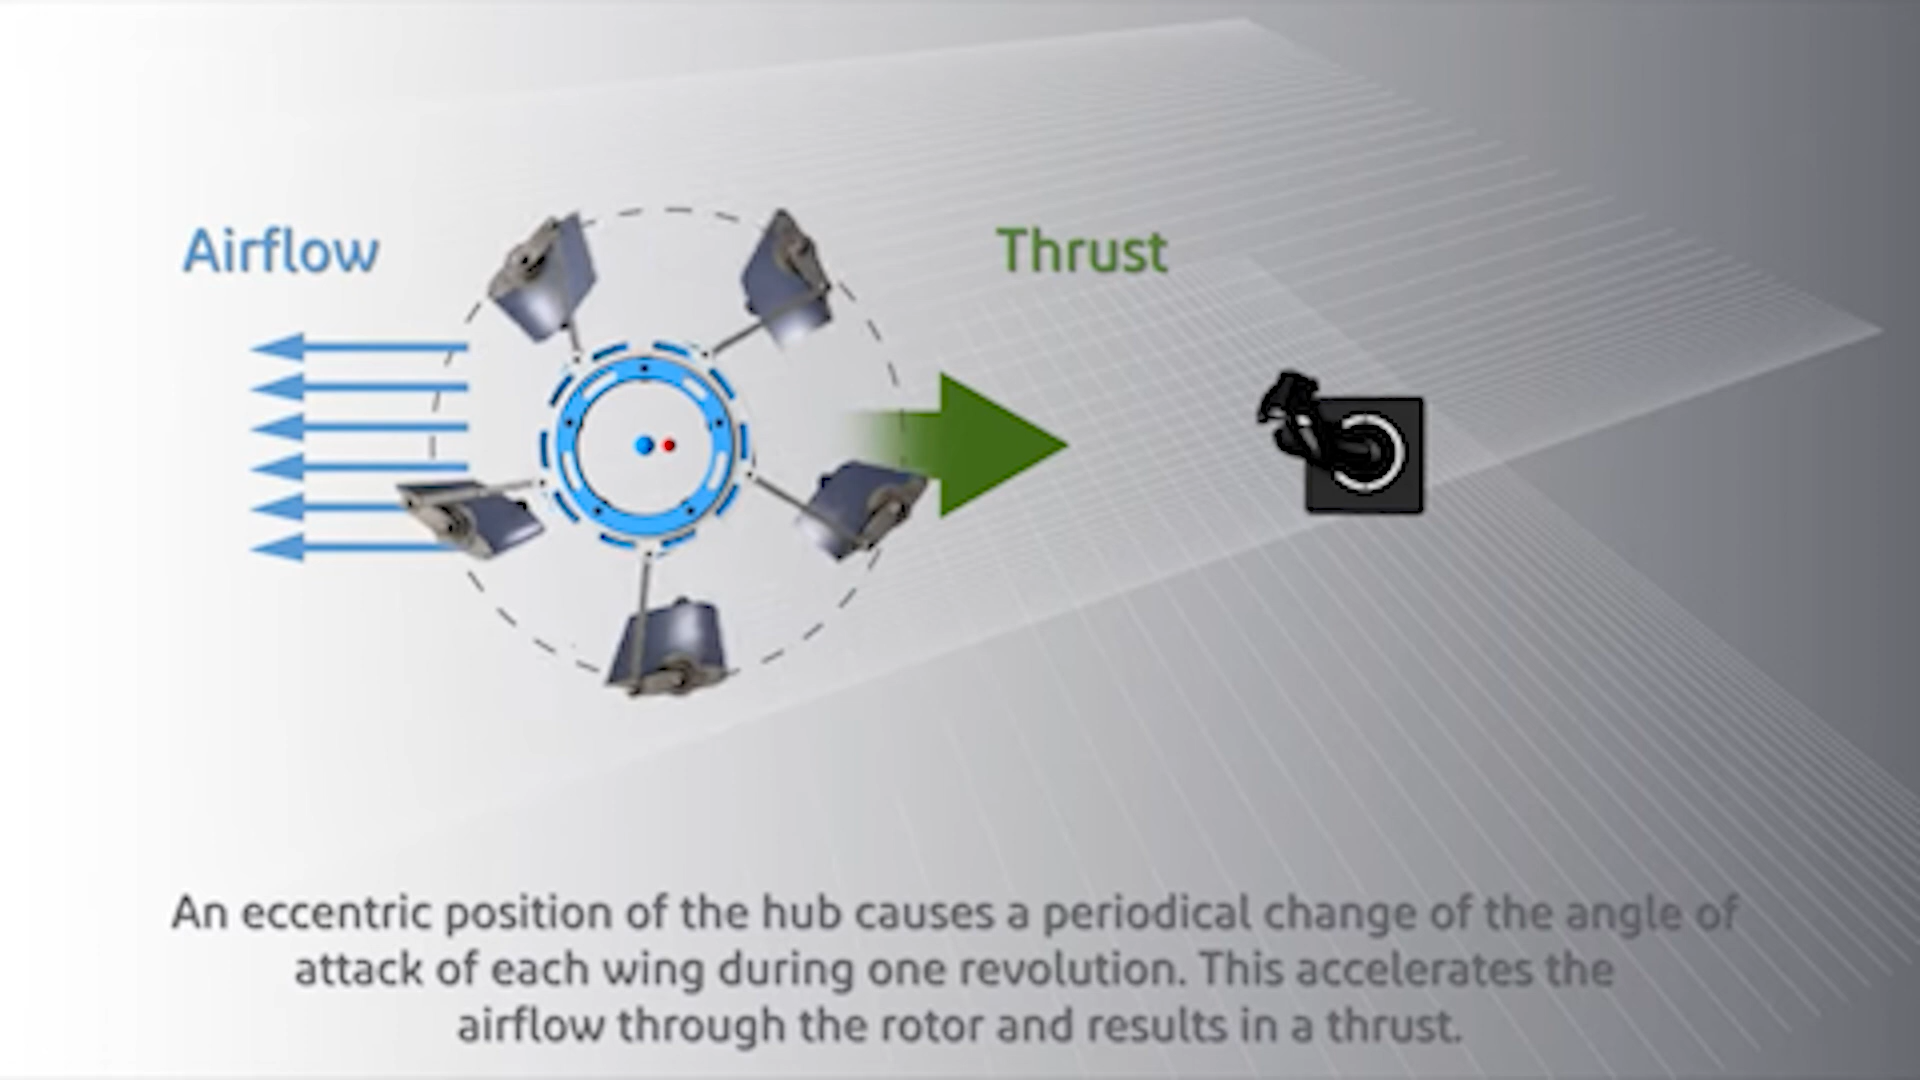 Airflow
Thrust
An eccentric position of the hub causes a periodical change of the angle of
attack of each wing during one revolution. This accelerates the
airflow through the rotor and results in a thrust.